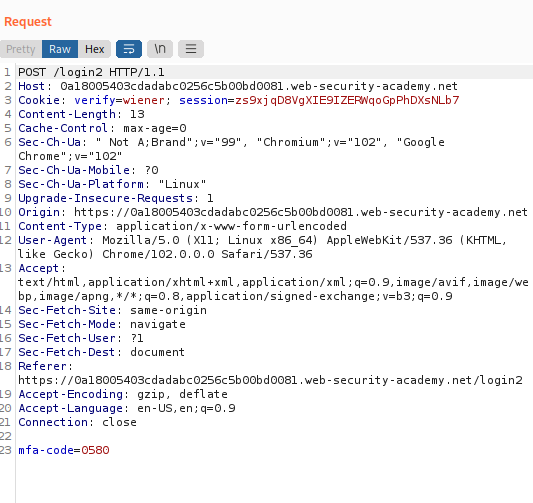 Request
Pretty Raw Hex \n
1 POST /login2 HTTP/1.1
2 Host: 0a18005403cdadabc0256c5b00bd0081.web-security-academy.net
3 Cookie: verify=wiener; session=zs9xjqD8VgXIE9IZERWqoGpPhDXsNLb7
4 Content-Length: 13
5 Cache-Control: max-age=0
6 Sec-Ch-Ua: " Not A;Brand";v="99", "Chromium";v="102", "Google
Chrome";v="102"
7 Sec-Ch-Ua-Mobile: ?0
8 Sec-Ch-Ua-Platform: "Linux"
9 Upgrade-Insecure-Requests: 1
10 Origin: https://0a18005403cdadabc0256c5b00bd0081.web-security-academy.net
11 Content-Type: application/x-www-form-urlencoded
12 User-Agent: Mozilla/5.0 (X11; Linux x86_64) AppleWebKit/537.36 (KHTML,
like Gecko) Chrome/102.0.0.0 Safari/537.36
13 Accept:
text/html,application/xhtml+xml,application/xml;q=0.9,image/avif,image/we
bp,image/apng,*/*;q=0.8,application/signed-exchange;v=b3;q=0.9
14 Sec-Fetch-Site: same-origin
15 Sec-Fetch-Mode: navigate
16 Sec-Fetch-User: ?1
17 Sec-Fetch-Dest: document
18 Referer:
https://0a18005403cdadabc0256c5b00bd0081.web-security-academy.net/login2
19 Accept-Encoding: gzip, deflate
20 Accept-Language: en-US,en;q=0.9
21 Connection: close
22
23 mfa-code=0580